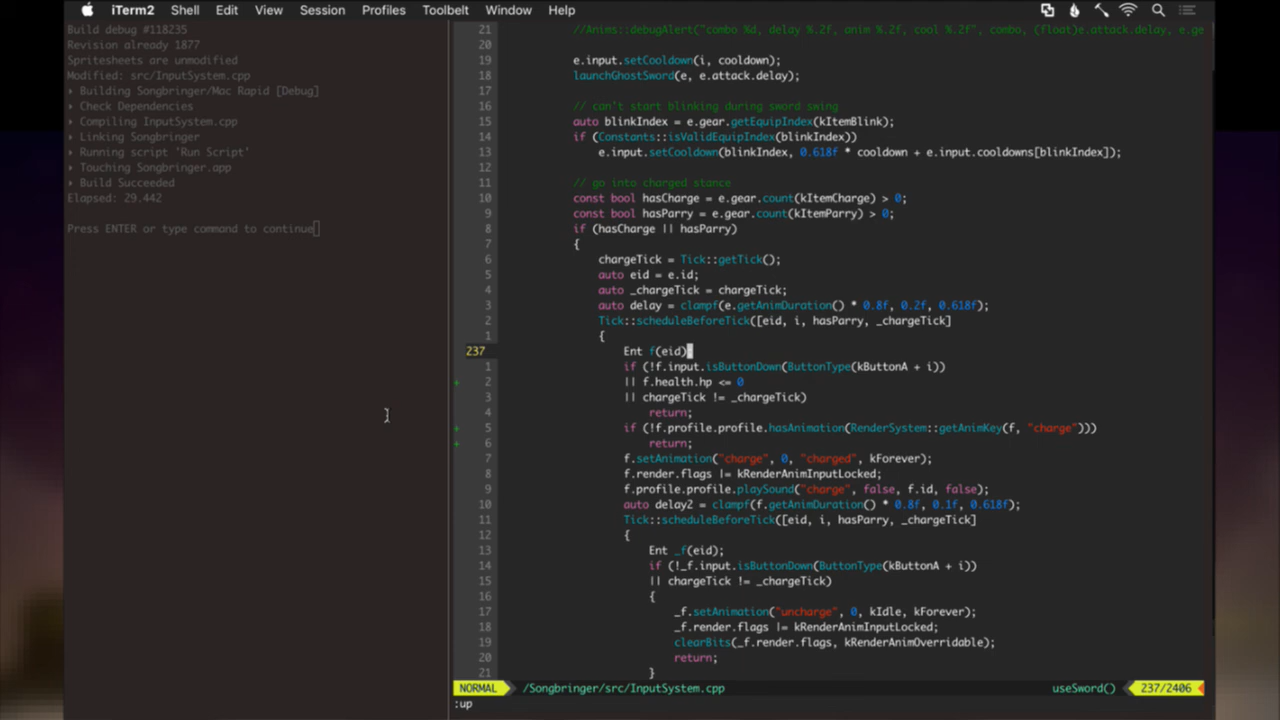 iTerm2 Shell Edit View Session Profiles Toolbelt Window Help
Build debug #118235
Revision already 1877
Spritesheets are unmodified
Modified: src/InputSystem.cpp
▸ Building Songbringer/Mac Rapid [Debug]
▸ Check Dependencies
▸ Compiling InputSystem.cpp
▸ Linking Songbringer
▸ Running script 'Run Script'
▸ Touching Songbringer.app
▸ Build Succeeded
Elapsed: 29.442
Press ENTER or type command to continue
21 //Anims::debugAlert("combo %d, delay %.2f, anim %.2f, cool %.2f", combo, (float)e.attack.delay, e.ge
20
19 e.input.setCooldown(i, cooldown);
18 launchGhostSword(e, e.attack.delay);
17
16 // can't start blinking during sword swing
15 auto blinkIndex = e.gear.getEquipIndex(kItemBlink);
14 if (Constants::isValidEquipIndex(blinkIndex))
13 e.input.setCooldown(blinkIndex, 0.618f * cooldown + e.input.cooldowns[blinkIndex]);
12
11 // go into charged stance
10 const bool hasCharge = e.gear.count(kItemCharge) > 0;
9 const bool hasParry = e.gear.count(kItemParry) > 0;
8 if (hasCharge || hasParry)
7 {
6 chargeTick = Tick::getTick();
5 auto eid = e.id;
4 auto _chargeTick = chargeTick;
3 auto delay = clampf(e.getAnimDuration() * 0.8f, 0.2f, 0.618f);
2 Tick::scheduleBeforeTick([eid, i, hasParry, _chargeTick]
1 {
237 Ent f(eid)
1 if (!f.input.isButtonDown(ButtonType(kButtonA + i))
+ 2 || f.health.hp <= 0
3 || chargeTick != _chargeTick)
4 return;
+ 5 if (!f.profile.profile.hasAnimation(RenderSystem::getAnimKey(f, "charge")))
+ 6 return;
7 f.setAnimation("charge", 0, "charged", kForever);
8 f.render.flags |= kRenderAnimInputLocked;
9 f.profile.profile.playSound("charge", false, f.id, false);
10 auto delay2 = clampf(f.getAnimDuration() * 0.8f, 0.1f, 0.618f);
11 Tick::scheduleBeforeTick([eid, i, hasParry, _chargeTick]
12 {
13 Ent _f(eid);
14 if (!_f.input.isButtonDown(ButtonType(kButtonA + i))
15 || chargeTick != _chargeTick)
16 {
17 _f.setAnimation("uncharge", 0, kIdle, kForever);
18 _f.render.flags |= kRenderAnimInputLocked;
19 clearBits(_f.render.flags, kRenderAnimOverridable);
20 return;
21 }
NORMAL /Songbringer/src/InputSystem.cpp useSword() 237/2406
:up